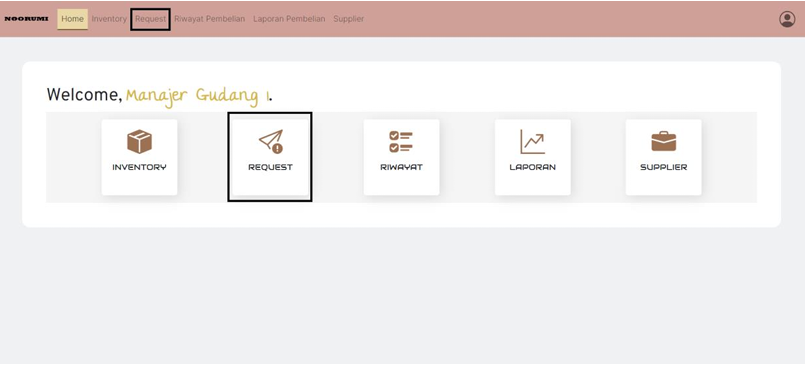 NOORUMI Home Inventory Request Riwayat Pembelian Laporan Pembelian Supplier
Welcome, Manajer Gudang 1.
INVENTORY REQUEST RIWAYAT LAPORAN SUPPLIER